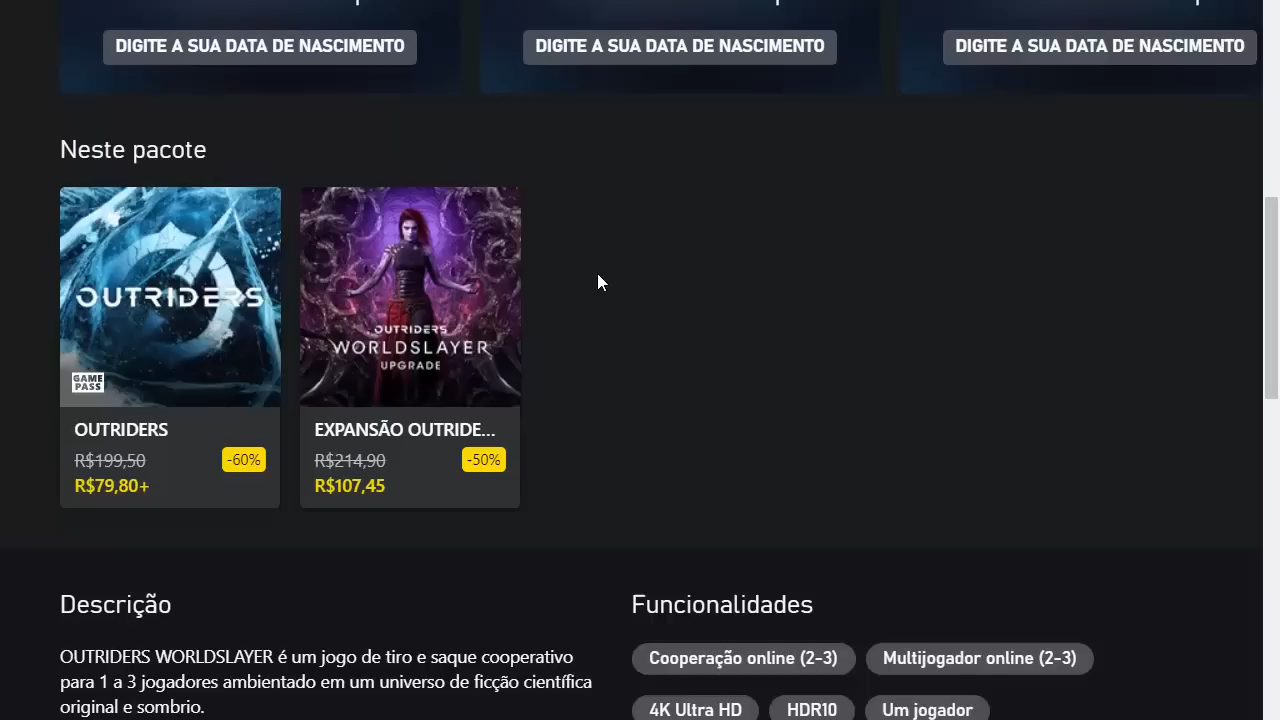 DIGITE A SUA DATA DE NASCIMENTO DIGITE A SUA DATA DE NASCIMENTO DIGITE A SUA DATA DE NASCIMENTO
Neste pacote
OUTRIDERS
GAME
PASS
OUTRIDERS
WORLDSLAYER
UPGRADE
OUTRIDERS
R$199,50 -60%
R$79,80+
EXPANSÃO OUTRIDE...
R$214,90 -50%
R$107,45
Descrição
OUTRIDERS WORLDSLAYER é um jogo de tiro e saque cooperativo
para 1 a 3 jogadores ambientado em um universo de ficção científica
original e sombrio.
Funcionalidades
Cooperação online (2-3) Multijogador online (2-3)
4K Ultra HD HDR10 Um jogador